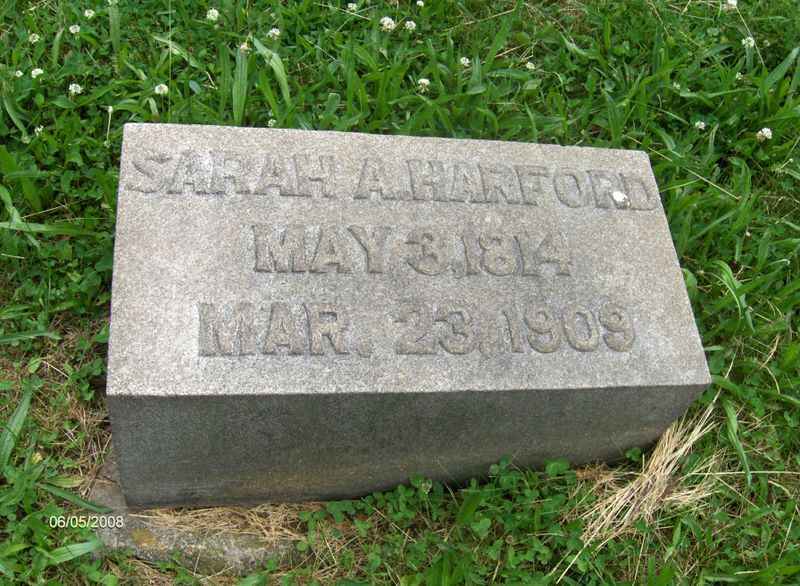 SARAH A. HARFORD
MAY 3, 1814
MAR. 23, 1909
06/05/2008